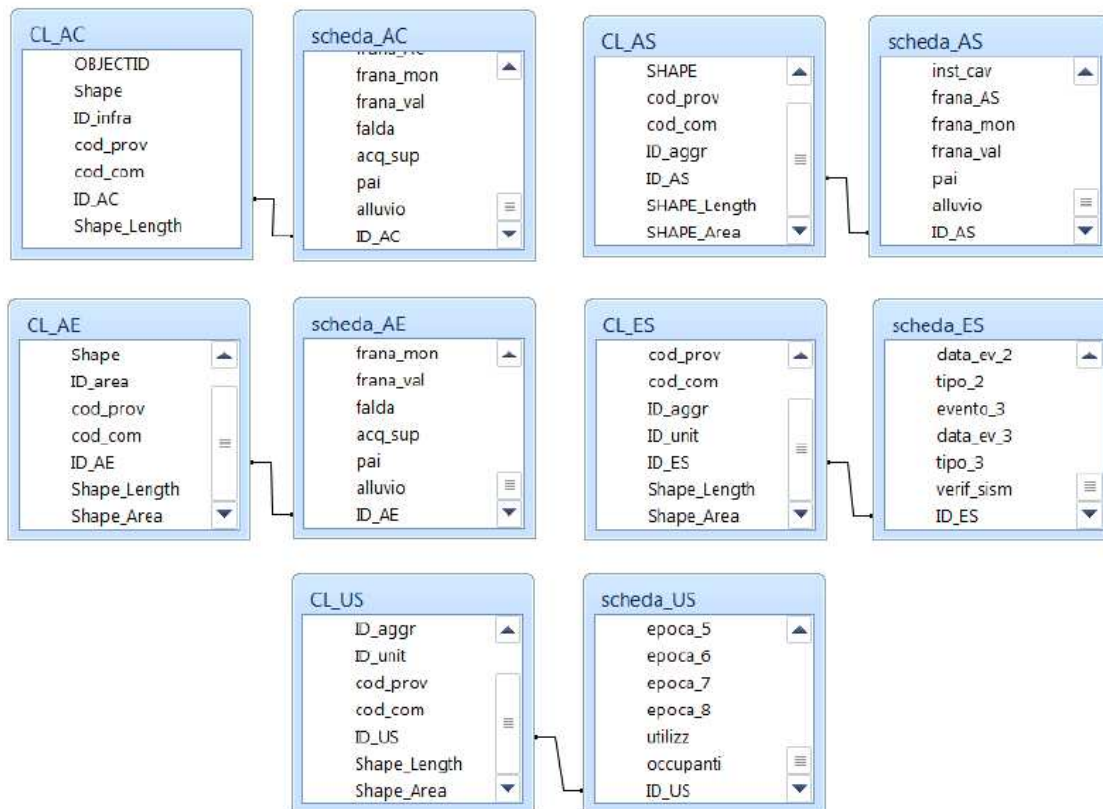 CL_AC
OBJECTID
Shape
ID_infra
cod_prov
cod_com
ID_AC
Shape_Length
scheda_AC
frana_AC
frana_mon
frana_val
falda
acq_sup
pai
alluvio
ID_AC
CL_AS
SHAPE
cod_prov
cod_com
ID_aggr
ID_AS
SHAPE_Length
SHAPE_Area
scheda_AS
inst_cav
frana_AS
frana_mon
frana_val
pai
alluvio
ID_AS
CL_AE
Shape
ID_area
cod_prov
cod_com
ID_AE
Shape_Length
Shape_Area
scheda_AE
frana_mon
frana_val
falda
acq_sup
pai
alluvio
ID_AE
CL_ES
cod_prov
cod_com
ID_aggr
ID_unit
ID_ES
Shape_Length
Shape_Area
scheda_ES
data_ev_2
tipo_2
evento_3
data_ev_3
tipo_3
verif_sism
ID_ES
CL_US
ID_aggr
ID_unit
cod_prov
cod_com
ID_US
Shape_Length
Shape_Area
scheda_US
epoca_5
epoca_6
epoca_7
epoca_8
utilizz
occupanti
ID_US